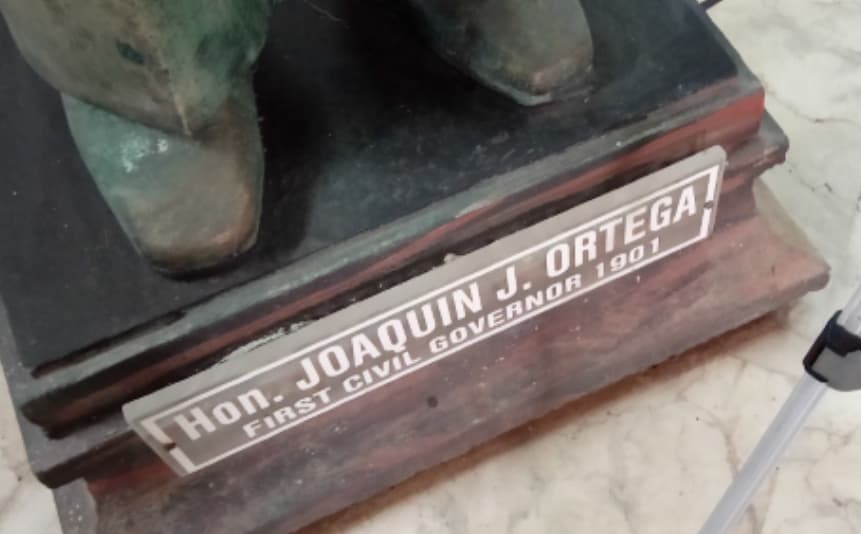 Hon. JOAQUIN J. ORTEGA
FIRST CIVIL GOVERNOR 1901